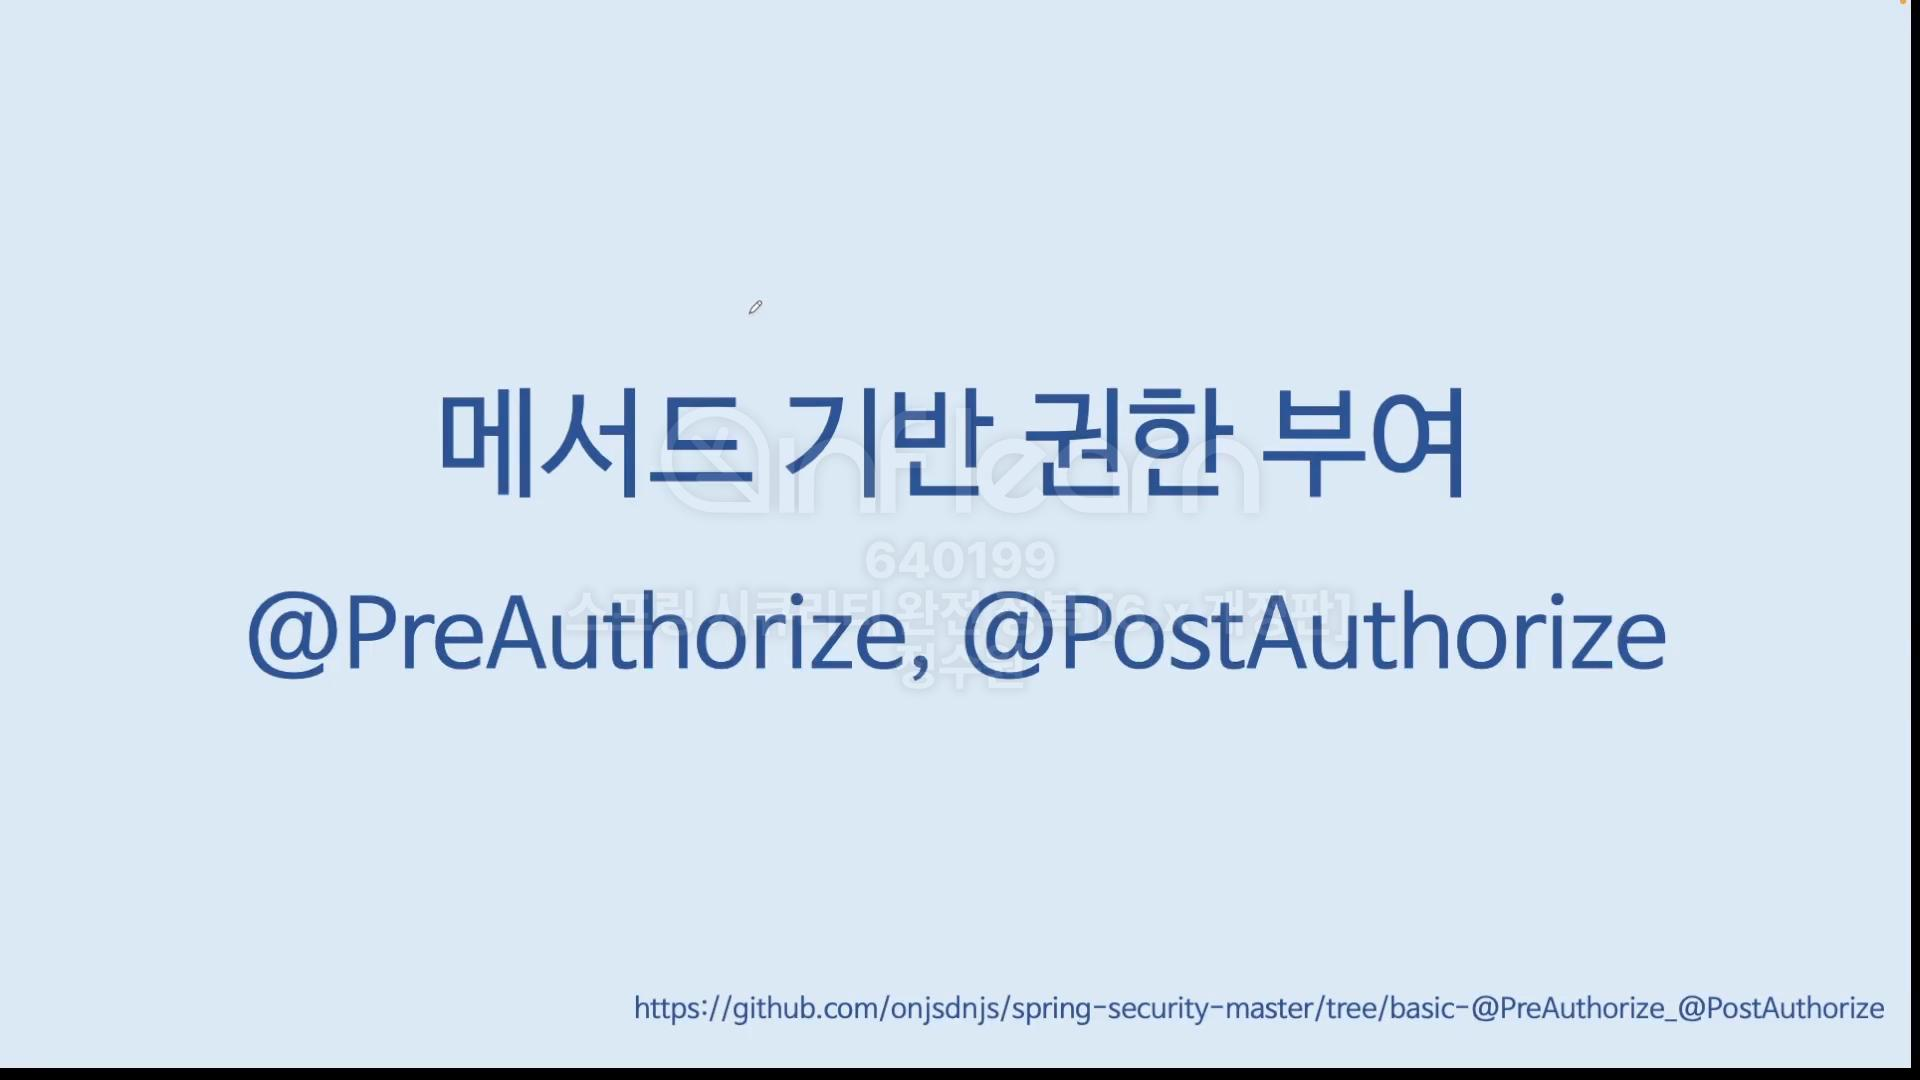 메서드 기반 권한 부여
inflearn
640199
스프링 시큐리티 완전정복 [6.x 개정판]
@PreAuthorize, @PostAuthorize
https://github.com/onjsdnjs/spring-security-master/tree/basic-@PreAuthorize_@PostAuthorize